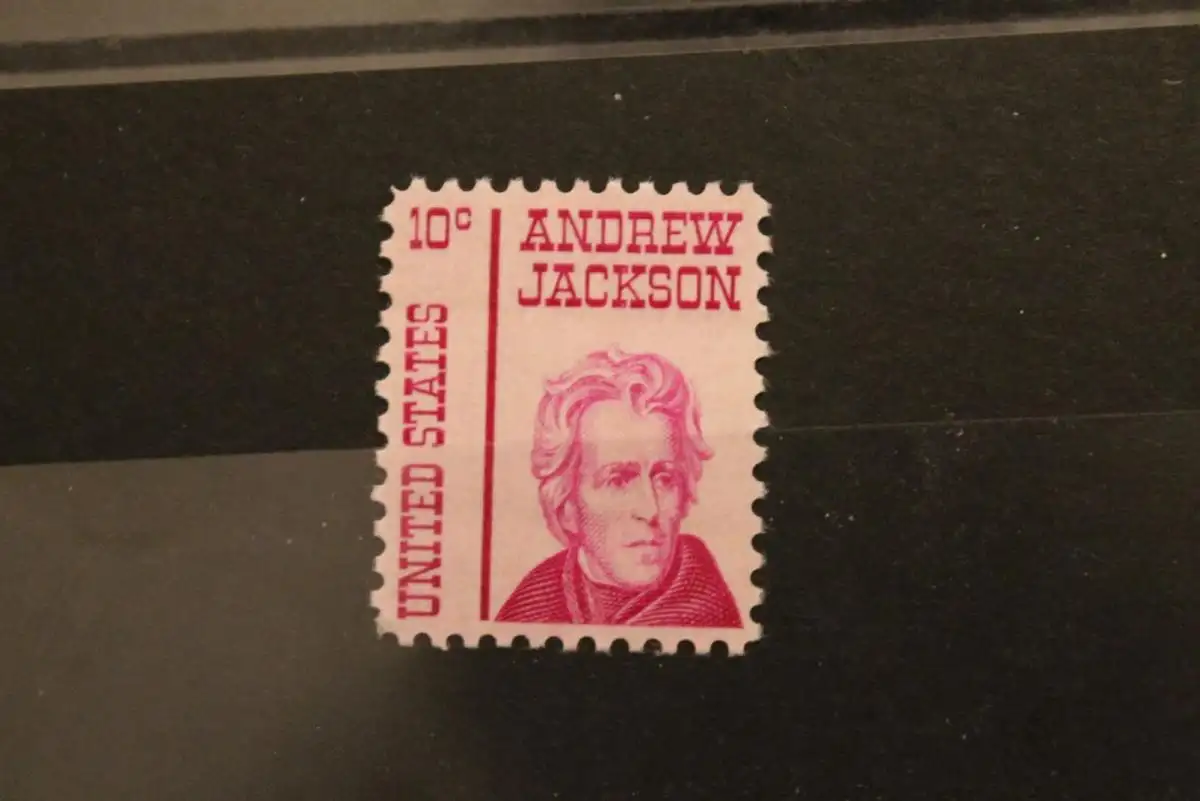 10c
ANDREW
JACKSON
UNITED STATES